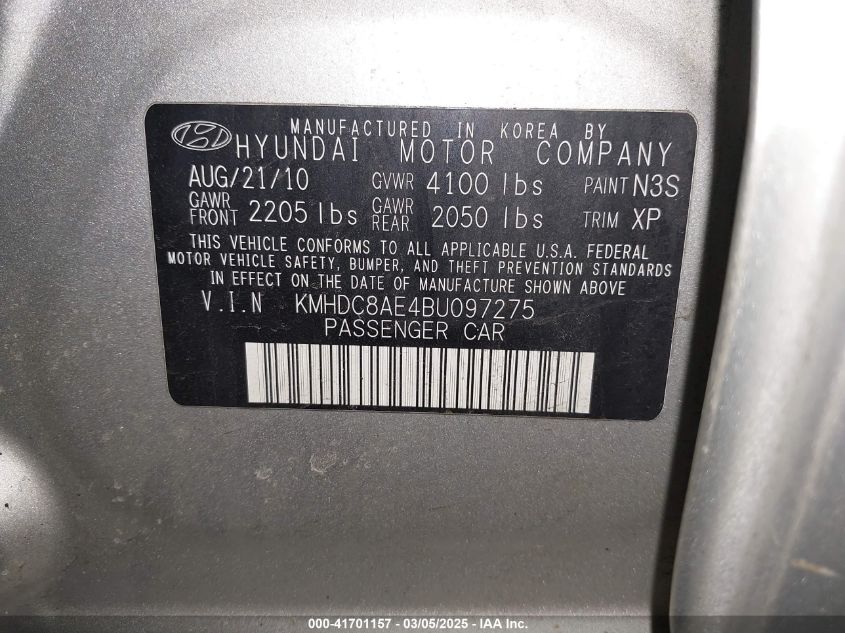 MANUFACTURED IN KOREA BY
HYUNDAI MOTOR COMPANY
AUG/21/10 GVWR 4100 lbs PAINT N3S
GAWR FRONT 2205 lbs GAWR REAR 2050 lbs TRIM XP
THIS VEHICLE CONFORMS TO ALL APPLICABLE U.S.A. FEDERAL
MOTOR VEHICLE SAFETY, BUMPER, AND THEFT PREVENTION STANDARDS
IN EFFECT ON THE DATE OF MANUFACTURE SHOWN ABOVE
V.I.N KMHDC8AE4BU097275
PASSENGER CAR
000-41701157 - 03/05/2025 - IAA Inc.